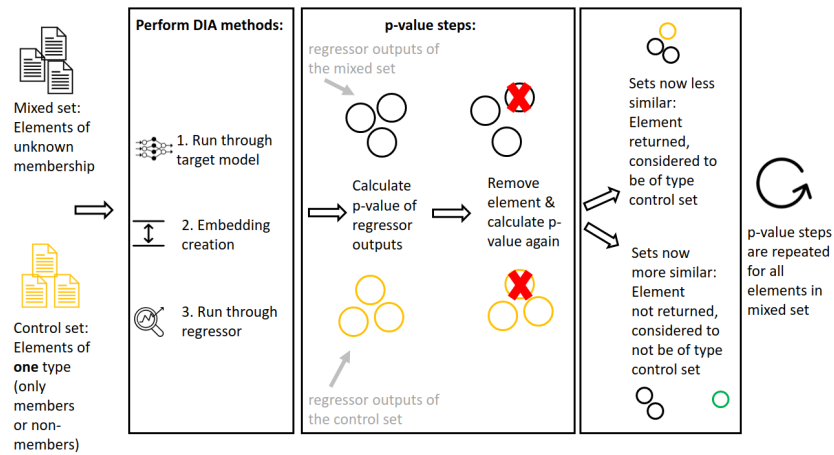 Mixed set:
Elements of
unknown
membership
Control set:
Elements of
one type
(only
members
or non-
members)
Perform DIA methods:
1. Run through
target model
2. Embedding
creation
3. Run through
regressor
p-value steps:
regressor outputs of
the mixed set
Calculate
p-value of
regressor
outputs
Remove
element &
calculate p-
value again
regressor outputs of
the control set
Sets now less
similar:
Element
returned,
considered to
be of type
control set
Sets now
more similar:
Element
not returned,
considered to
not be of type
control set
p-value steps
are repeated
for all
elements in
mixed set